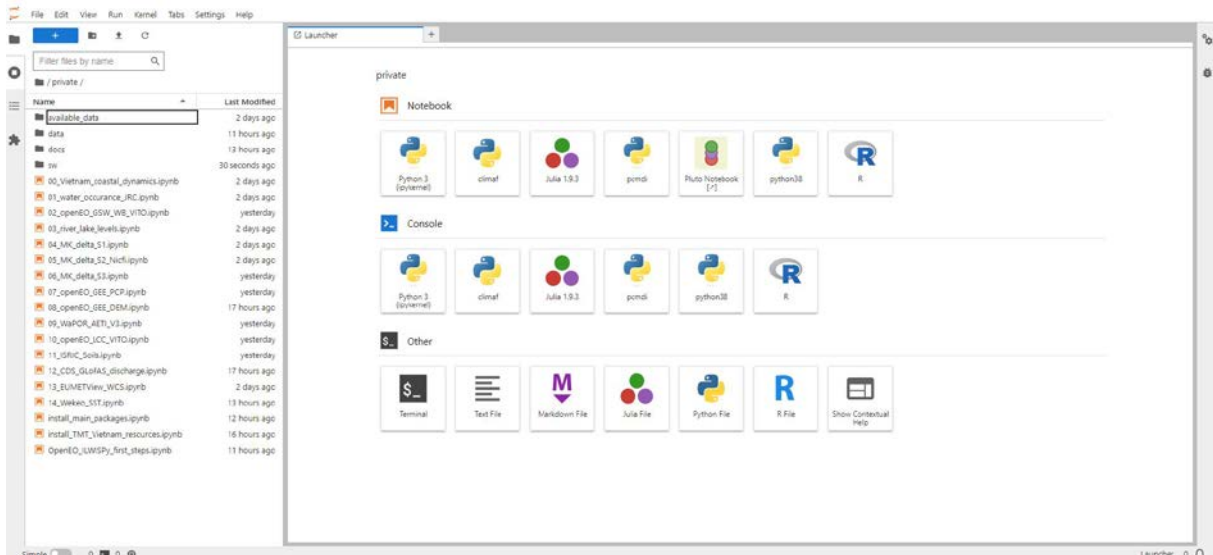 File Edit View Run Kernel Tabs Settings Help
Launcher
Filter files by name
/ private /
Name Last Modified
available_data 2 days ago
data 11 hours ago
docs 13 hours ago
sw 30 seconds ago
00_Vietnam_coastal_dynamics.ipynb 2 days ago
01_water_occurance_JRC.ipynb 2 days ago
02_openEO_GSW_WB_VITO.ipynb yesterday
03_river_lake_levels.ipynb 2 days ago
04_MK_delta_S1.ipynb 2 days ago
05_MK_delta_S2_Nicfi.ipynb 2 days ago
06_MK_delta_S3.ipynb yesterday
07_openEO_GEE_PCP.ipynb yesterday
08_openEO_GEE_DEM.ipynb 17 hours ago
09_WaPOR_AETI_V3.ipynb yesterday
10_openEO_LCC_VITO.ipynb yesterday
11_ISRIC_Soils.ipynb yesterday
12_CDS_GLofAS_discharge.ipynb 17 hours ago
13_EUMETView_WCS.ipynb 2 days ago
14_Wekeo_SST.ipynb 13 hours ago
install_main_packages.ipynb 12 hours ago
install_TMT_Vietnam_resources.ipynb 16 hours ago
OpenEO_ILWISPy_first_steps.ipynb 11 hours ago
private
Notebook
Python 3 climaf Julia 1.9.3 pcmdi Pluto Notebook python38 R
(ipykernel) [↗]
Console
Python 3 climaf Julia 1.9.3 pcmdi python38 R
(ipykernel)
$_ Other
Terminal Text File Markdown File Julia File Python File R File Show Contextual
Help
Simple 0 0
Launcher 0